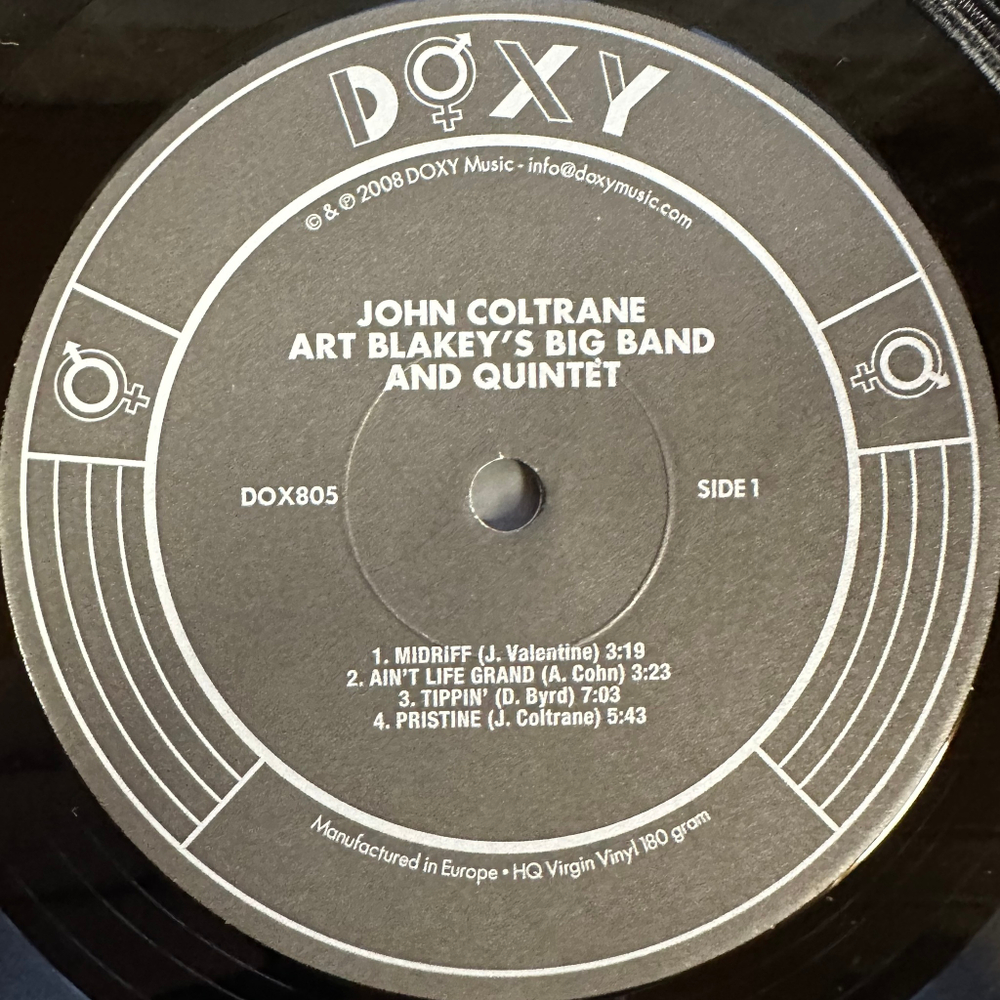 DOXY
© & ℗ 2008 DOXY Music - info@doxymusic.com
JOHN COLTRANE
ART BLAKEY'S BIG BAND
AND QUINTET
DOX805
SIDE 1
1. MIDRIFF (J. Valentine) 3:19
2. AIN'T LIFE GRAND (A. Cohn) 3:23
3. TIPPIN' (D. Byrd) 7:03
4. PRISTINE (J. Coltrane) 5:43
Manufactured in Europe • HQ Virgin Vinyl 180 gram